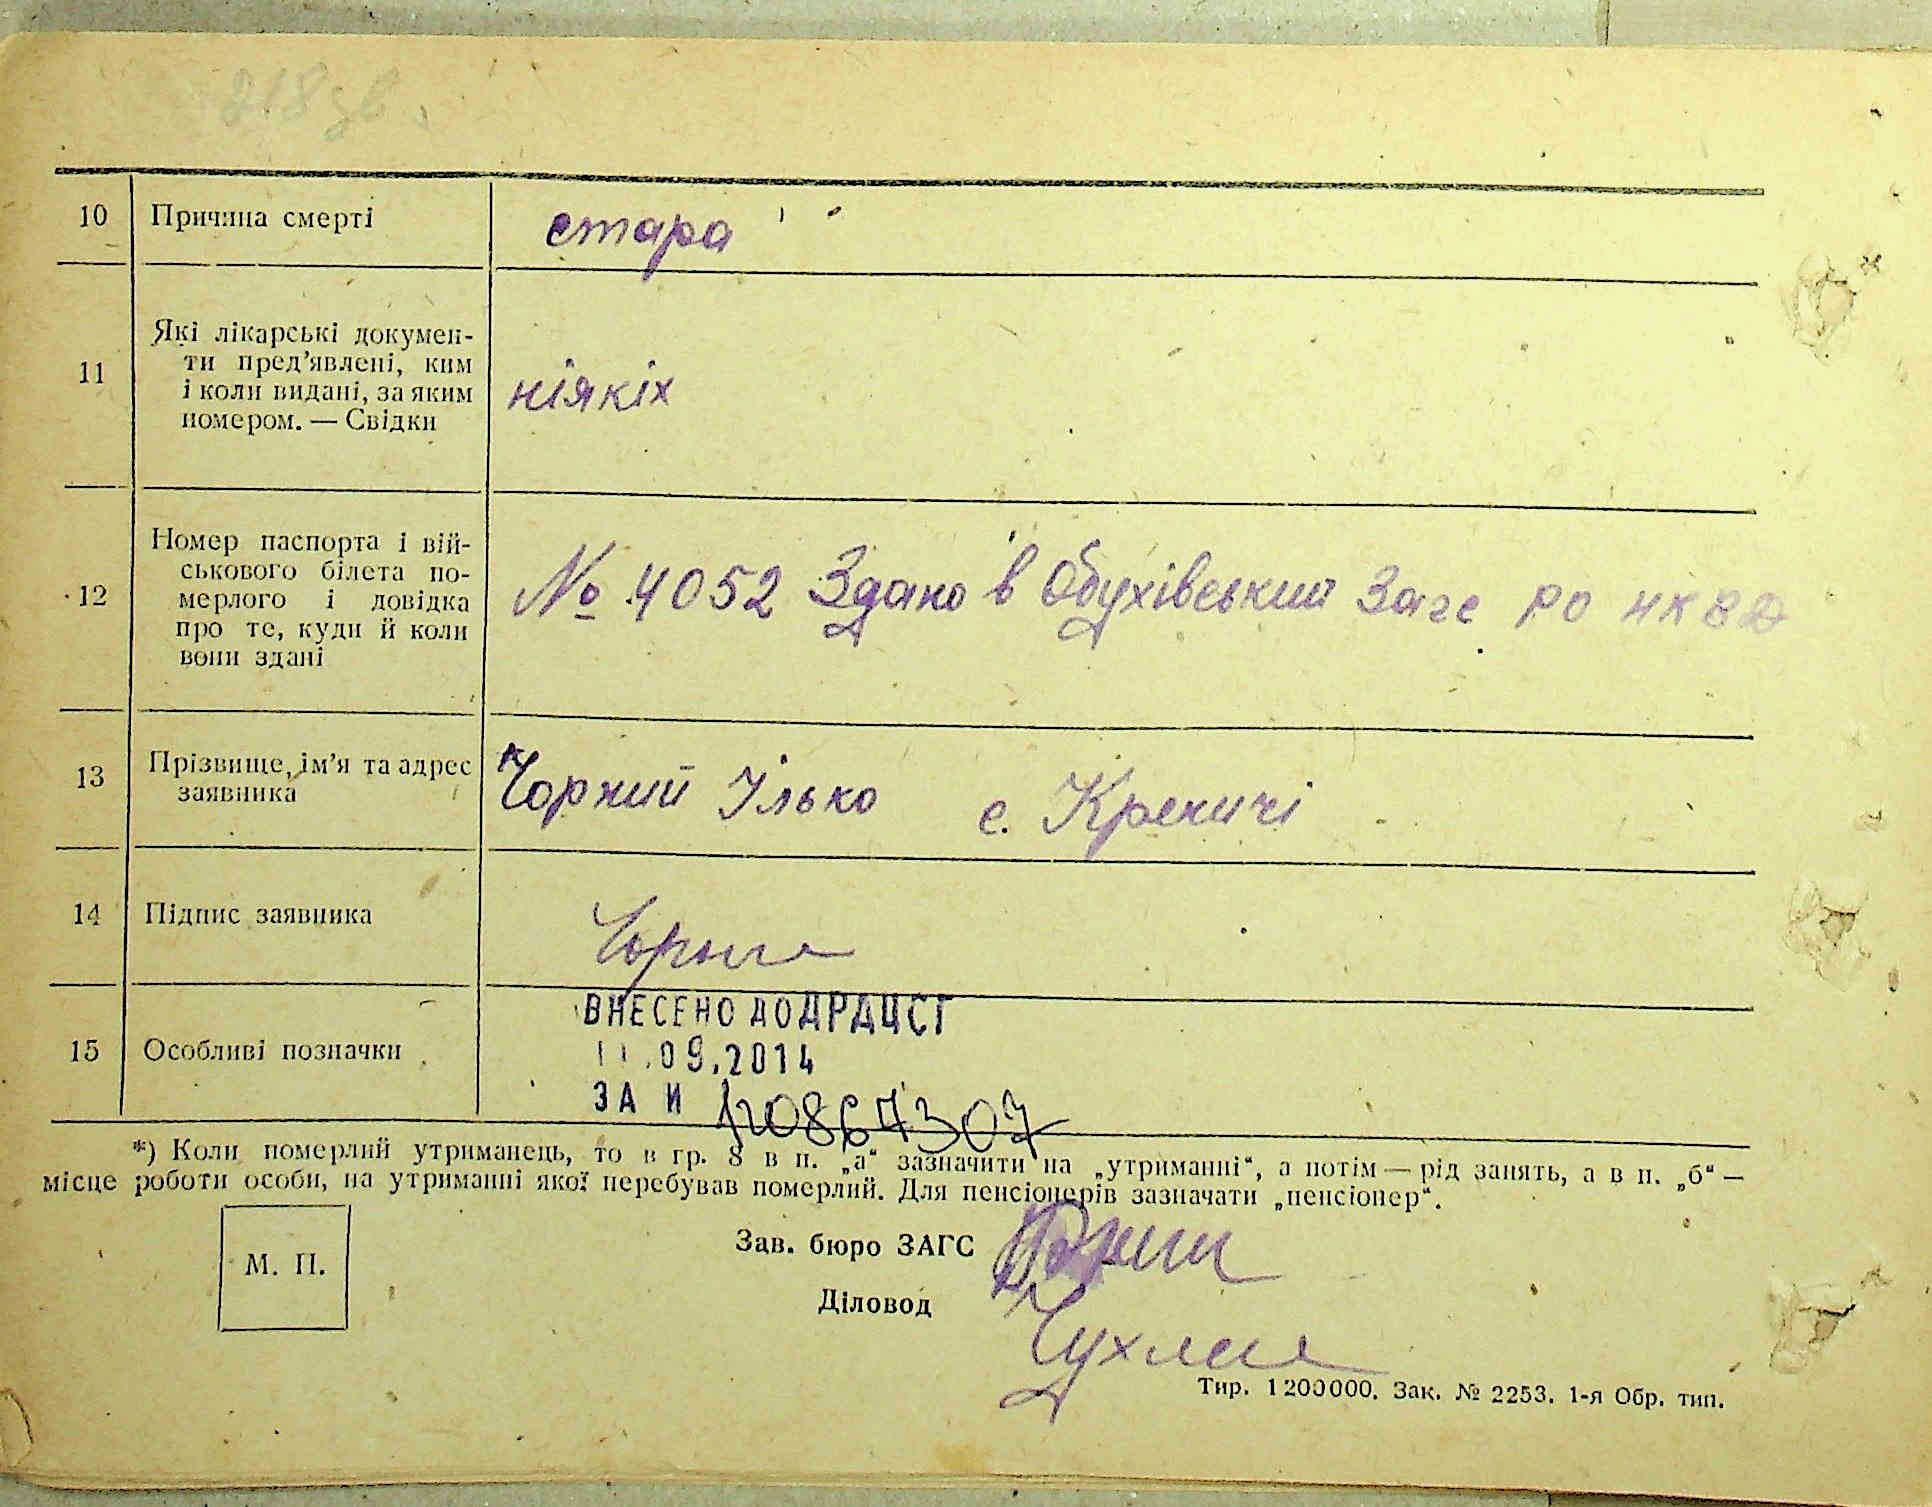 218 зв.
10 Причина смерті стара
11 Які лікарські докумен-
ти пред’явлені, ким
і коли видані, за яким
номером. — Свідки
ніякіх
12 Номер паспорта і вій-
ськового білета по-
мерлого і довідка
про те, куди й коли
вони здані
№ 4052 Здано в Обухівський Загс РО НКВД
13 Прізвище, ім’я та адрес
заявника
Чорний Ілько с. Креничі
14 Підпис заявника
15 Особливі позначки
ВНЕСЕНО ДО ДРАЦСГ
11.09.2014
ЗА И 1208674307
*) Коли померлий утриманець, то в гр. 8 в п. „а“ зазначити на „утриманні“, а потім — рід занять, а в п. „б“ —
місце роботи особи, на утриманні якої перебував померлий. Для пенсіонерів зазначати „пенсіонер“.
Зав. бюро ЗАГС
М. П.
Діловод
Тир. 1200000. Зак. № 2253. 1-я Обр. тип.